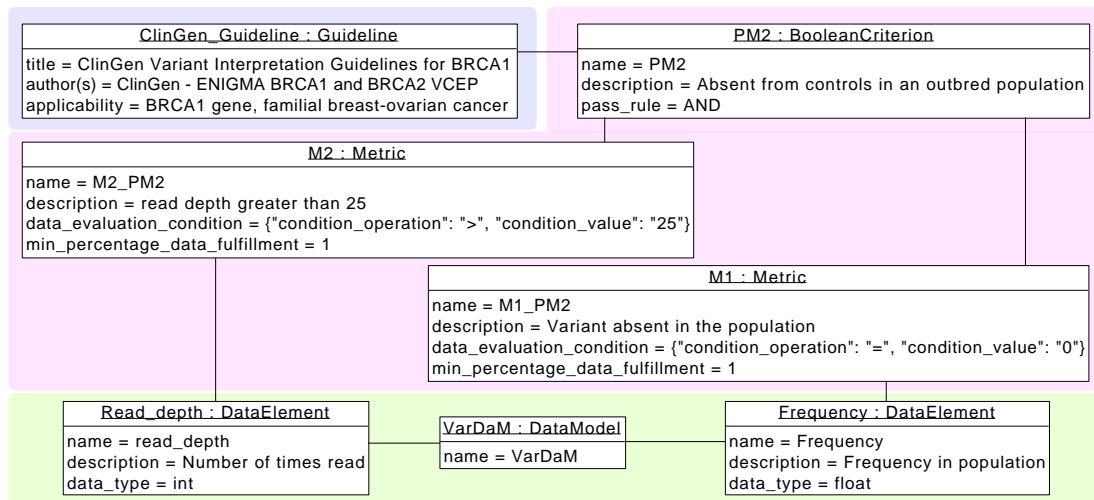 ClinGen_Guideline : Guideline
title = ClinGen Variant Interpretation Guidelines for BRCA1
author(s) = ClinGen - ENIGMA BRCA1 and BRCA2 VCEP
applicability = BRCA1 gene, familial breast-ovarian cancer
PM2 : BooleanCriterion
name = PM2
description = Absent from controls in an outbred population
pass_rule = AND
M2 : Metric
name = M2_PM2
description = read depth greater than 25
data_evaluation_condition = {"condition_operation": ">", "condition_value": "25"}
min_percentage_data_fulfillment = 1
M1 : Metric
name = M1_PM2
description = Variant absent in the population
data_evaluation_condition = {"condition_operation": "=", "condition_value": "0"}
min_percentage_data_fulfillment = 1
Read_depth : DataElement
name = read_depth
description = Number of times read
data_type = int
VarDaM : DataModel
name = VarDaM
Frequency : DataElement
name = Frequency
description = Frequency in population
data_type = float